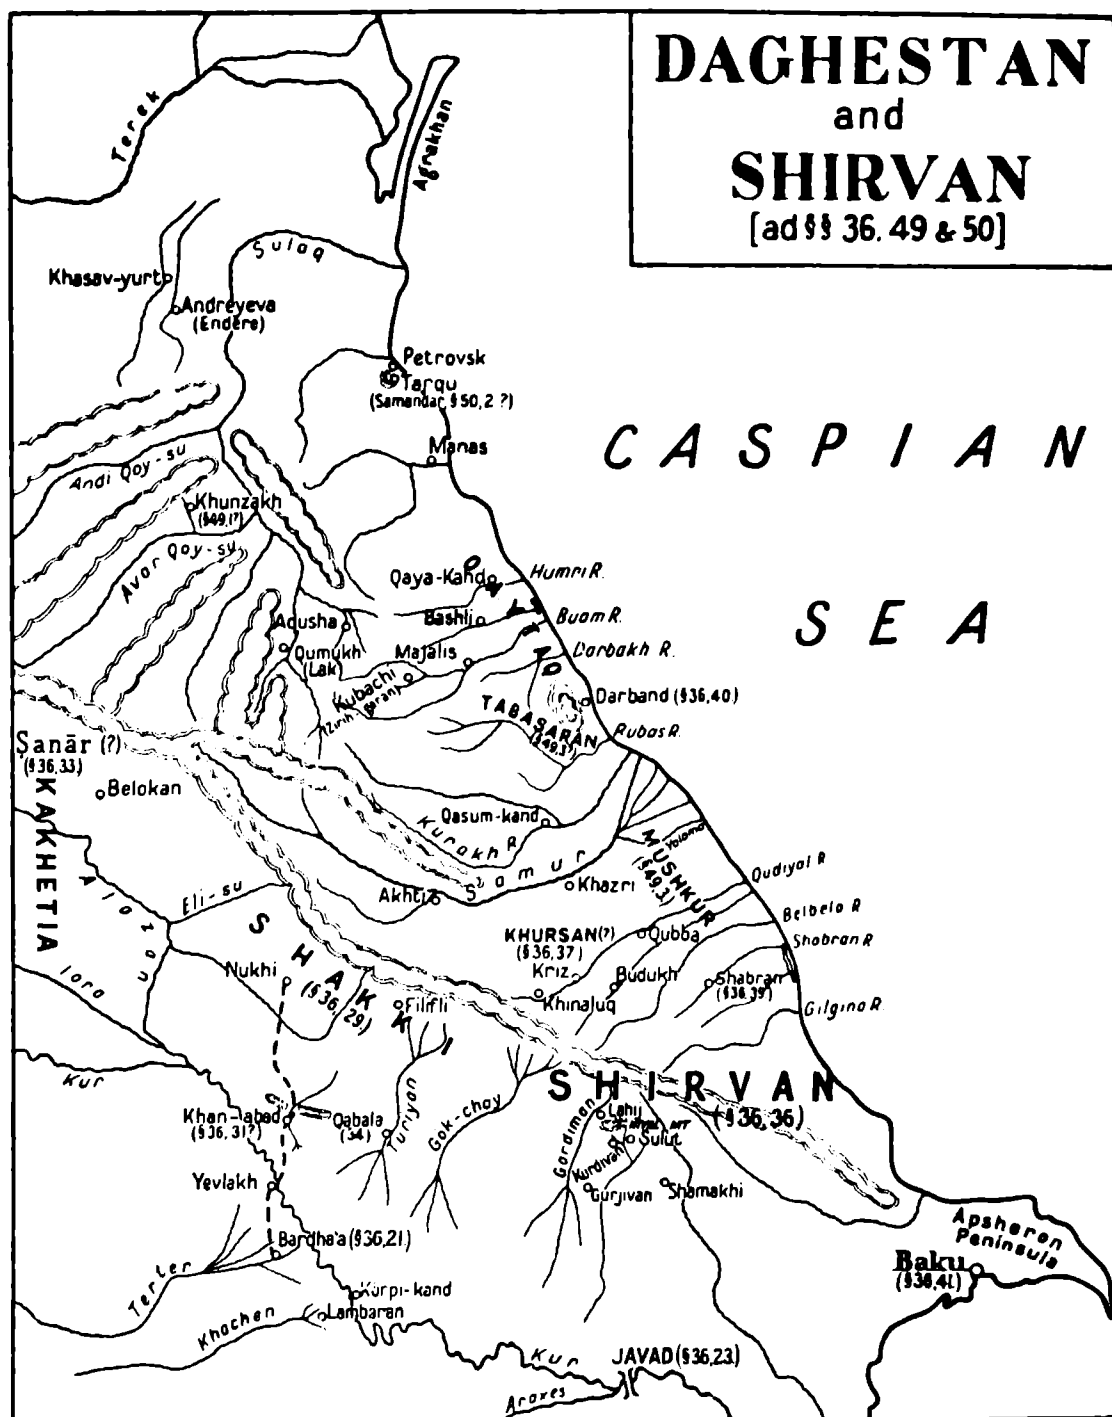 DAGHESTAN
and
SHIRVAN
[ad §§ 36. 49 & 50]
Terek
Agrakhan
Sulaq
Khasav-yurt
Andreyeva
(Endere)
Petrovsk
Tarqu
(Samandar, § 50, 2 ?)
CASPIAN
SEA
Manas
Andi Qoy-su
Khunzakh
(§49,1?)
Avar Qoy-su
QAYTAQ
Qaya-Kand
Humri R.
Bashli
Buam R.
Adusha
Qumukh
(Lak)
Majalis
Darbakh R.
Kubachi
Darband (§36,40)
TABASARAN
(§49,3)
Rubas R.
Ṣanār (?)
(§36,33)
Belokan
KAKHETIA
Qasum-kand
Kurakh R.
Samur
MUSHKUR
(§49,3)
Yalama
Akhti
Khazri
Qudiyal R
Alazan
Eli-su
Belbela R
KHURSAN(?)
(§36,37)
Qubba
Shabran R
Iora
Nukhi
SHAKKI
(§36,29)
Kriz
Budukh
Shabran
(§36,39)
Filifli
Khinaluq
Gilgina R.
Kur
SHIRVAN
(§36,36)
Khan-abad
(§36,31?)
Qabala
(34)
Turiyan
Gok-chay
Gardiman
Lahij
Sulut
Kurdivan
Gurjivan
Shamakhi
Yevlakh
Bardha'a (§36,21.)
Apsheron
Peninsula
Baku
(§36,41)
Terter
Kürpi-kand
Khachen
Lambaran
Kur
JAVAD (§36,23.)
Araxes